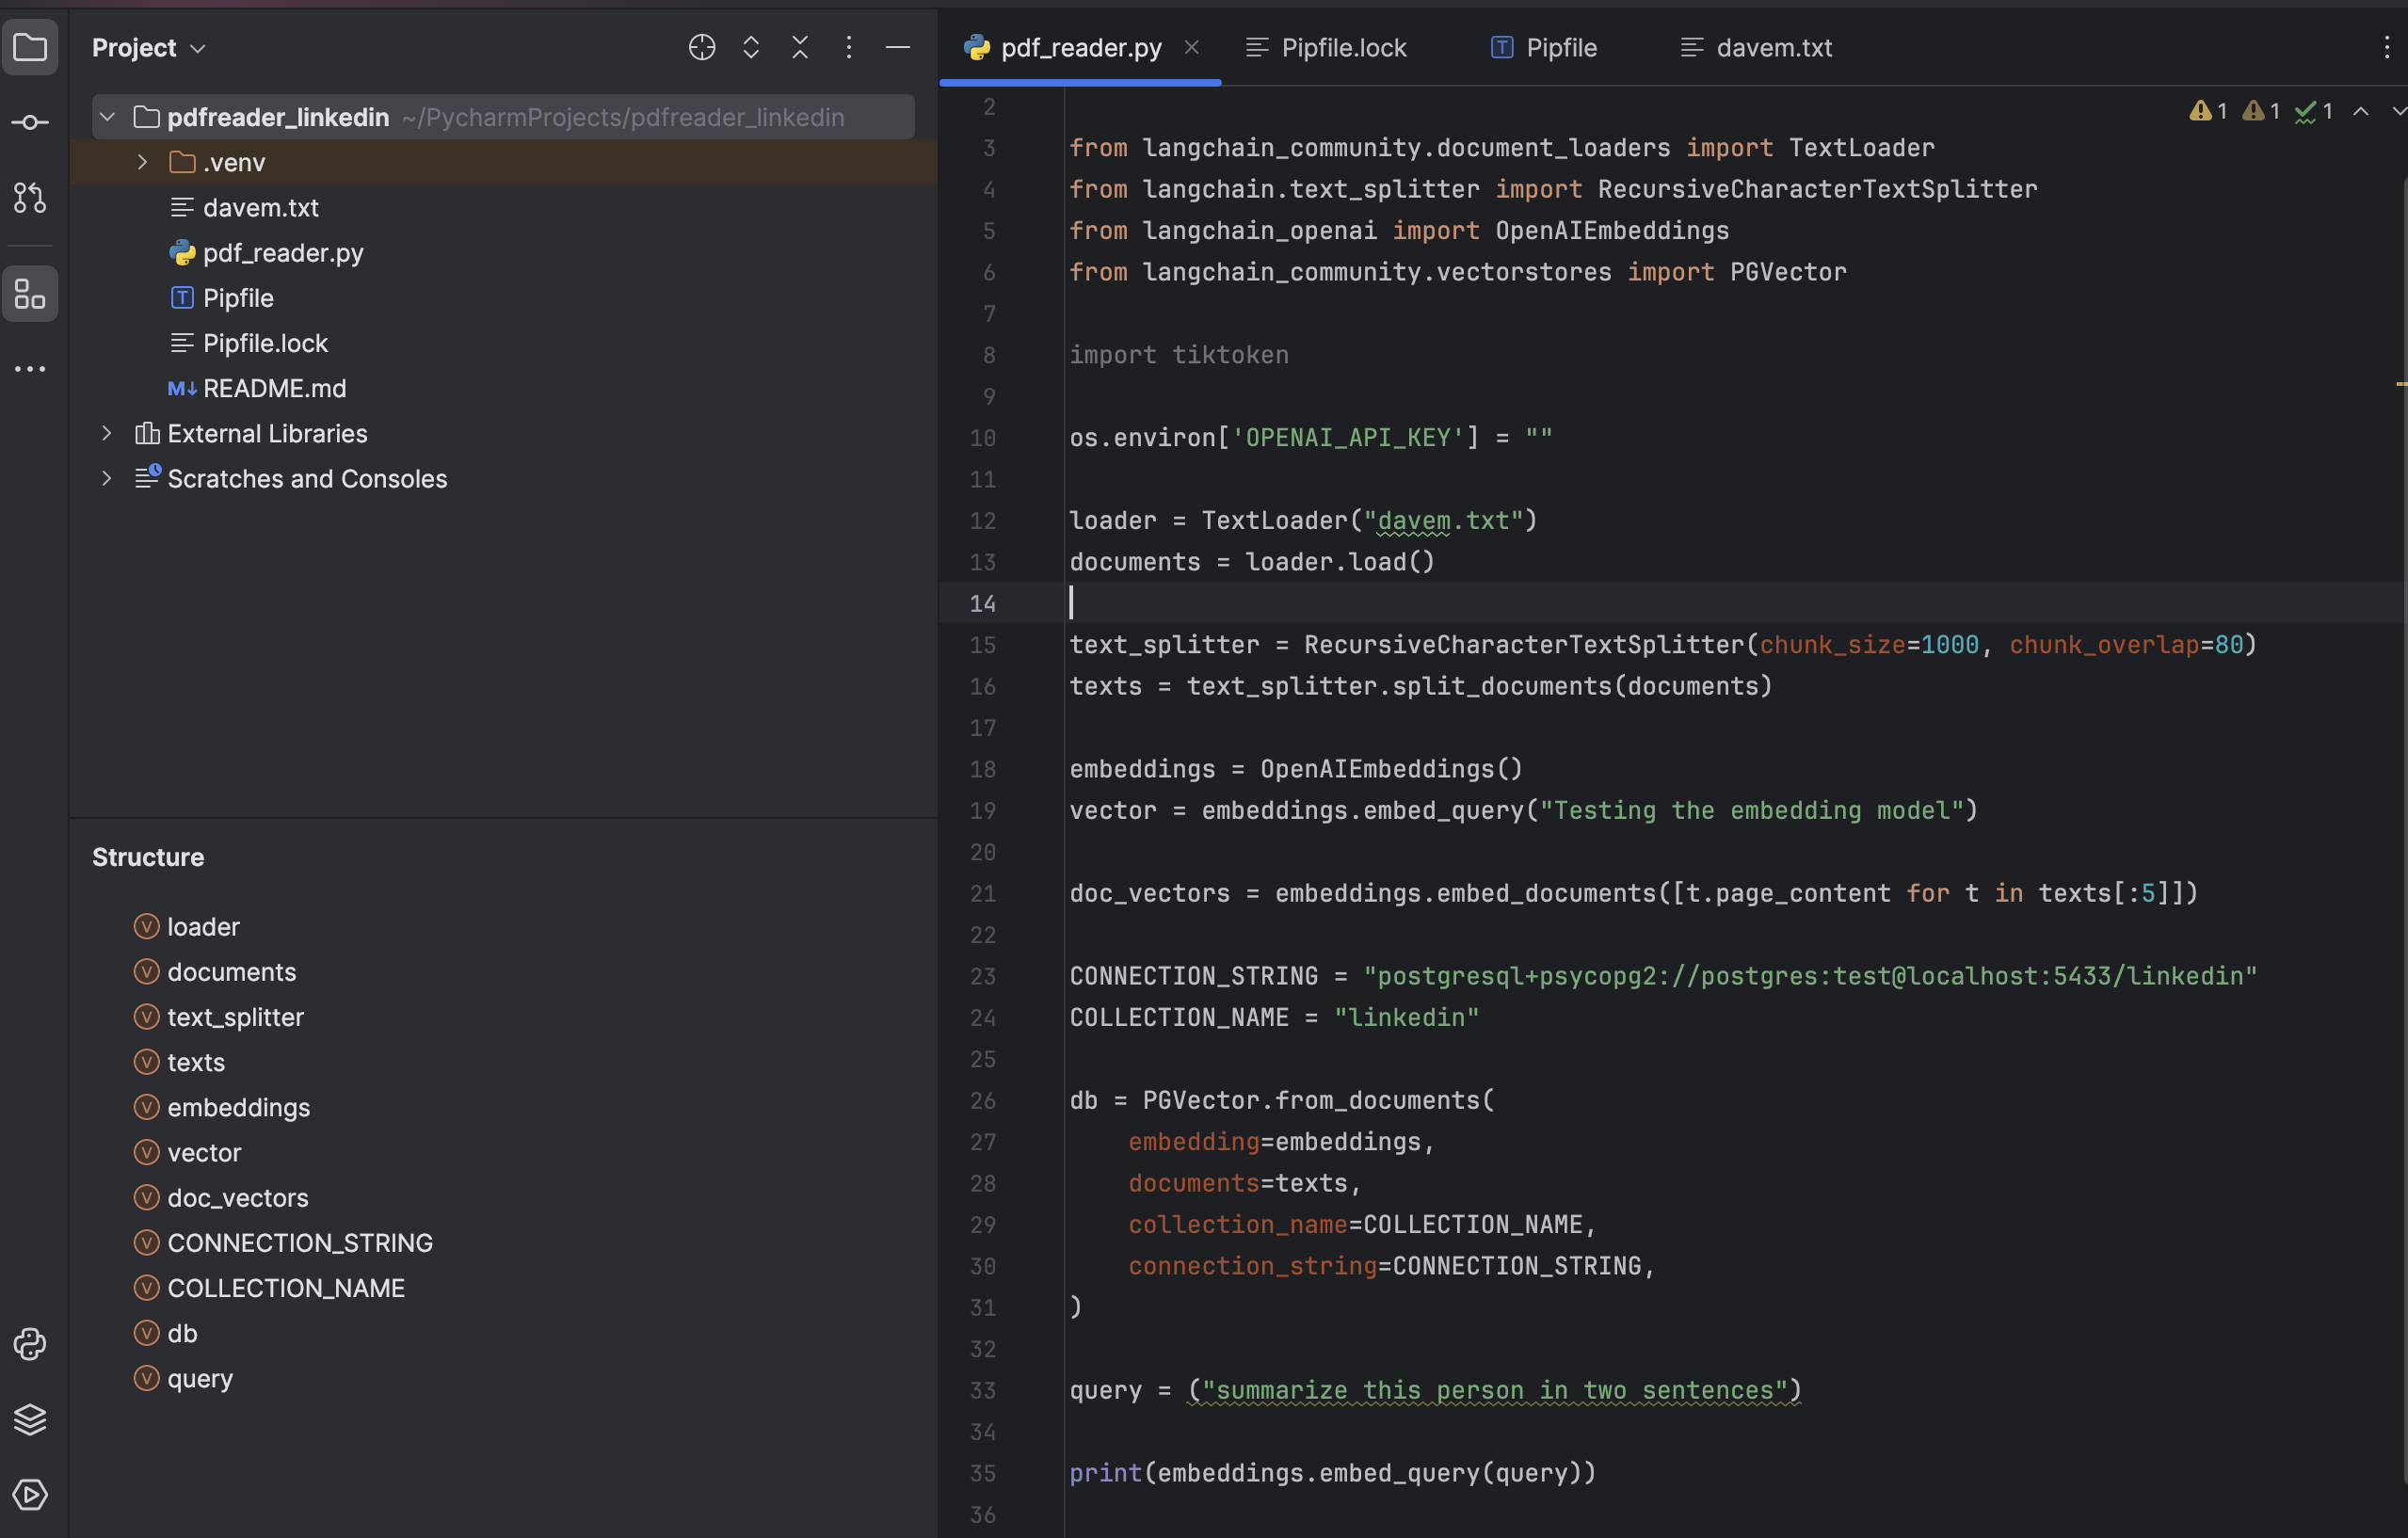 Project
pdfreader_linkedin ~/PycharmProjects/pdfreader_linkedin
.venv
davem.txt
pdf_reader.py
Pipfile
Pipfile.lock
README.md
External Libraries
Scratches and Consoles
Structure
loader
documents
text_splitter
texts
embeddings
vector
doc_vectors
CONNECTION_STRING
COLLECTION_NAME
db
query
pdf_reader.py Pipfile.lock Pipfile davem.txt
1 1 1
2
3 from langchain_community.document_loaders import TextLoader
4 from langchain.text_splitter import RecursiveCharacterTextSplitter
5 from langchain_openai import OpenAIEmbeddings
6 from langchain_community.vectorstores import PGVector
7
8 import tiktoken
9
10 os.environ['OPENAI_API_KEY'] = ""
11
12 loader = TextLoader("davem.txt")
13 documents = loader.load()
14
15 text_splitter = RecursiveCharacterTextSplitter(chunk_size=1000, chunk_overlap=80)
16 texts = text_splitter.split_documents(documents)
17
18 embeddings = OpenAIEmbeddings()
19 vector = embeddings.embed_query("Testing the embedding model")
20
21 doc_vectors = embeddings.embed_documents([t.page_content for t in texts[:5]])
22
23 CONNECTION_STRING = "postgresql+psycopg2://postgres:test@localhost:5433/linkedin"
24 COLLECTION_NAME = "linkedin"
25
26 db = PGVector.from_documents(
27     embedding=embeddings,
28     documents=texts,
29     collection_name=COLLECTION_NAME,
30     connection_string=CONNECTION_STRING,
31 )
32
33 query = ("summarize this person in two sentences")
34
35 print(embeddings.embed_query(query))
36